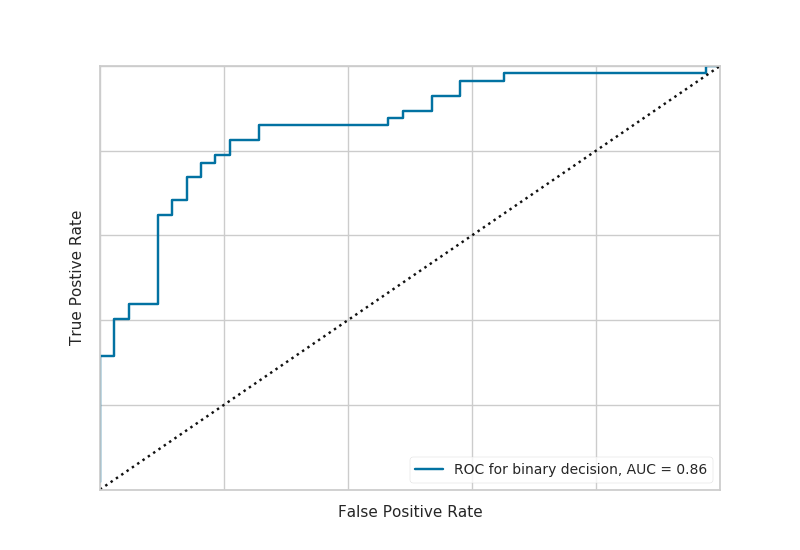 True Postive Rate
ROC for binary decision, AUC = 0.86
False Positive Rate